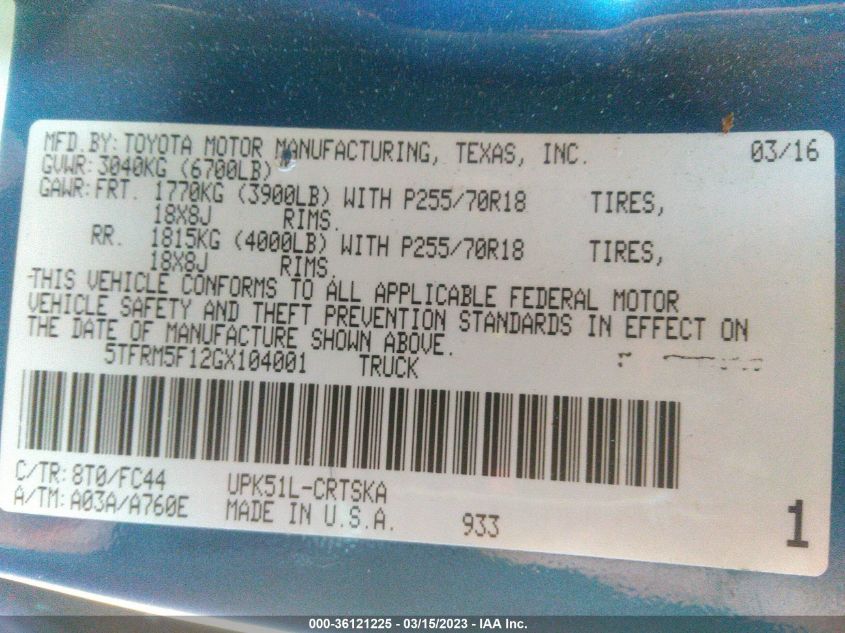 MFD.BY: TOYOTA MOTOR MANUFACTURING, TEXAS, INC. 03/16
GVWR: 3040KG (6700LB)
GAWR: FRT. 1770KG (3900LB) WITH P255/70R18 TIRES,
18X8J RIMS.
RR. 1815KG (4000LB) WITH P255/70R18 TIRES,
18X8J RIMS.
THIS VEHICLE CONFORMS TO ALL APPLICABLE FEDERAL MOTOR
VEHICLE SAFETY AND THEFT PREVENTION STANDARDS IN EFFECT ON
THE DATE OF MANUFACTURE SHOWN ABOVE.
5TFRM5F12GX104001 TRUCK
C/TR: 8T0/FC44 UPK51L-CRTSKA
A/TM: A03A/A760E MADE IN U.S.A. 933 1
000-36121225 - 03/15/2023 - IAA Inc.